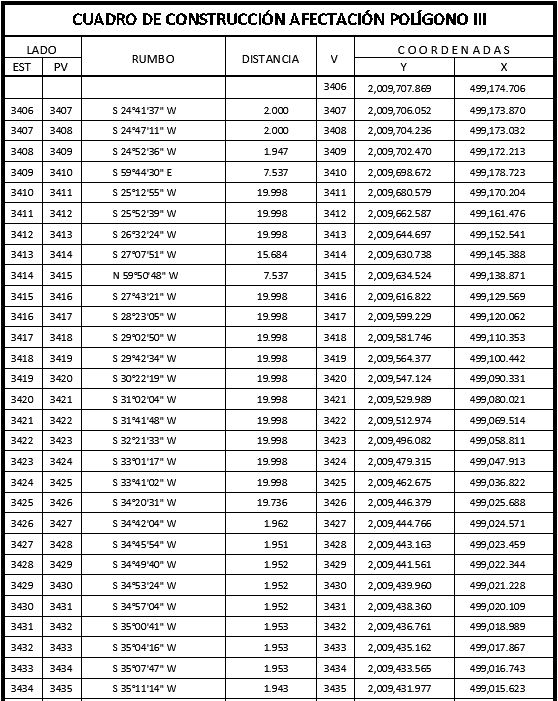 CUADRO DE CONSTRUCCIÓN AFECTACIÓN POLÍGONO III
LADO RUMBO DISTANCIA V C O O R D E N A D A S
EST PV Y X
3406 2,009,707.869 499,174.706
3406 3407 S 24°41'37" W 2.000 3407 2,009,706.052 499,173.870
3407 3408 S 24°47'11" W 2.000 3408 2,009,704.236 499,173.032
3408 3409 S 24°52'36" W 1.947 3409 2,009,702.470 499,172.213
3409 3410 S 59°44'30" E 7.537 3410 2,009,698.672 499,178.723
3410 3411 S 25°12'55" W 19.998 3411 2,009,680.579 499,170.204
3411 3412 S 25°52'39" W 19.998 3412 2,009,662.587 499,161.476
3412 3413 S 26°32'24" W 19.998 3413 2,009,644.697 499,152.541
3413 3414 S 27°07'51" W 15.684 3414 2,009,630.738 499,145.388
3414 3415 N 59°50'48" W 7.537 3415 2,009,634.524 499,138.871
3415 3416 S 27°43'21" W 19.998 3416 2,009,616.822 499,129.569
3416 3417 S 28°23'05" W 19.998 3417 2,009,599.229 499,120.062
3417 3418 S 29°02'50" W 19.998 3418 2,009,581.746 499,110.353
3418 3419 S 29°42'34" W 19.998 3419 2,009,564.377 499,100.442
3419 3420 S 30°22'19" W 19.998 3420 2,009,547.124 499,090.331
3420 3421 S 31°02'04" W 19.998 3421 2,009,529.989 499,080.021
3421 3422 S 31°41'48" W 19.998 3422 2,009,512.974 499,069.514
3422 3423 S 32°21'33" W 19.998 3423 2,009,496.082 499,058.811
3423 3424 S 33°01'17" W 19.998 3424 2,009,479.315 499,047.913
3424 3425 S 33°41'02" W 19.998 3425 2,009,462.675 499,036.822
3425 3426 S 34°20'31" W 19.736 3426 2,009,446.379 499,025.688
3426 3427 S 34°42'04" W 1.962 3427 2,009,444.766 499,024.571
3427 3428 S 34°45'54" W 1.951 3428 2,009,443.163 499,023.459
3428 3429 S 34°49'40" W 1.952 3429 2,009,441.561 499,022.344
3429 3430 S 34°53'24" W 1.952 3430 2,009,439.960 499,021.228
3430 3431 S 34°57'04" W 1.952 3431 2,009,438.360 499,020.109
3431 3432 S 35°00'41" W 1.953 3432 2,009,436.761 499,018.989
3432 3433 S 35°04'16" W 1.953 3433 2,009,435.162 499,017.867
3433 3434 S 35°07'47" W 1.953 3434 2,009,433.565 499,016.743
3434 3435 S 35°11'14" W 1.943 3435 2,009,431.977 499,015.623